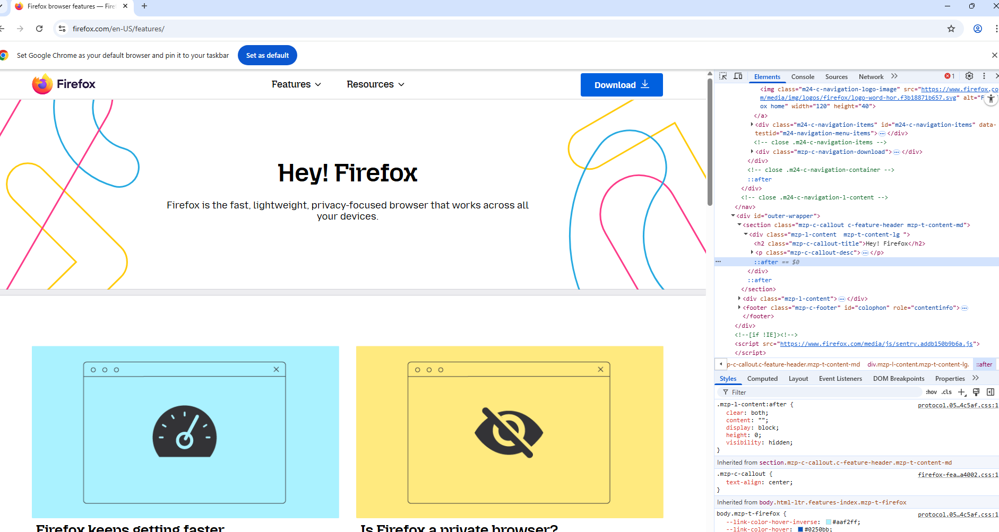 Firefox browser features — Fire
firefox.com/en-US/features/
Set Google Chrome as your default browser and pin it to your taskbar
Set as default
Firefox
Features
Resources
Download
Hey! Firefox
Firefox is the fast, lightweight, privacy-focused browser that works across all
your devices.
Firefox keeps getting faster
Is Firefox a private browser?
Elements
Console
Sources
Network
1
<img class="m24-c-navigation-logo-image" src="https://www.firefox.co
m/media/img/logos/firefox/logo-word-hor.f3b18871b657.svg" alt="F
ox home" width="120" height="40">
</a>
<div class="m24-c-navigation-items" id="m24-c-navigation-items" data-
testid="m24-navigation-menu-items">…</div>
<!-- close .m24-c-navigation-items -->
<div class="mzp-c-navigation-download">…</div>
</div>
<!-- close .m24-c-navigation-container -->
::after
</div>
<!-- close .m24-c-navigation-l-content -->
</nav>
<div id="outer-wrapper">
<section class="mzp-c-callout c-feature-header mzp-t-content-md">
<div class="mzp-l-content  mzp-t-content-lg ">
<h2 class="mzp-c-callout-title">Hey! Firefox</h2>
<p class="mzp-c-callout-desc">…</p>
::after == $0
</div>
::after
</section>
<div class="mzp-l-content">…</div>
<footer class="mzp-c-footer" id="colophon" role="contentinfo">…
</footer>
</div>
<!--[if !IE]><!-->
<script src="https://www.firefox.com/media/js/sentry.addb150b9b6a.js">
</script>
p-c-callout.c-feature-header.mzp-t-content-md
div.mzp-l-content.mzp-t-content-lg.
::after
Styles
Computed
Layout
Event Listeners
DOM Breakpoints
Properties
Filter
:hov
.cls
.mzp-l-content:after {
protocol.05…4c5af.css:1
clear: both;
content: "";
display: block;
height: 0;
visibility: hidden;
}
Inherited from section.mzp-c-callout.c-feature-header.mzp-t-content-md
.mzp-c-callout {
firefox-fea…a4002.css:1
text-align: center;
}
Inherited from body.html-ltr.features-index.mzp-t-firefox
body.mzp-t-firefox {
protocol.05…4c5af.css:1
--link-color-hover-inverse: #aaf2ff;
--link-color-hover: #0250bb;